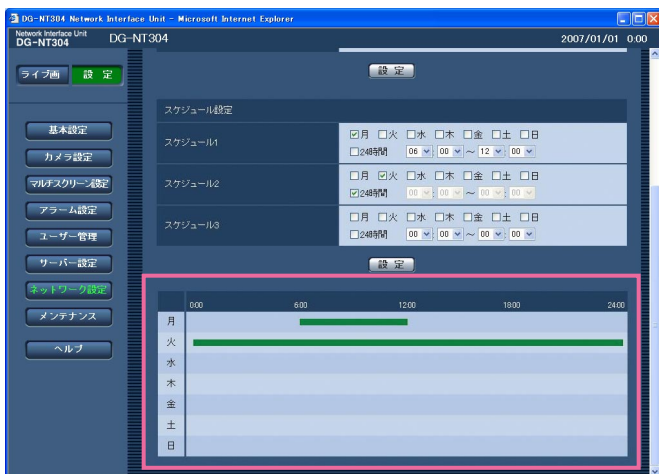 DG-NT304 Network Interface Unit - Microsoft Internet Explorer
Network Interface Unit
DG-NT304 DG-NT304 2007/01/01 0:00
ライブ画 設 定
設 定
スケジュール設定
基本設定
カメラ設定
マルチスクリーン設定
アラーム設定
ユーザー管理
サーバー設定
ネットワーク設定
メンテナンス
ヘルプ
スケジュール1
月 火 水 木 金 土 日
24時間 06 : 00 ~ 12 : 00
スケジュール2
月 火 水 木 金 土 日
24時間 00 : 00 ~ 00 : 00
スケジュール3
月 火 水 木 金 土 日
24時間 00 : 00 ~ 00 : 00
設 定
0:00 6:00 12:00 18:00 24:00
月
火
水
木
金
土
日